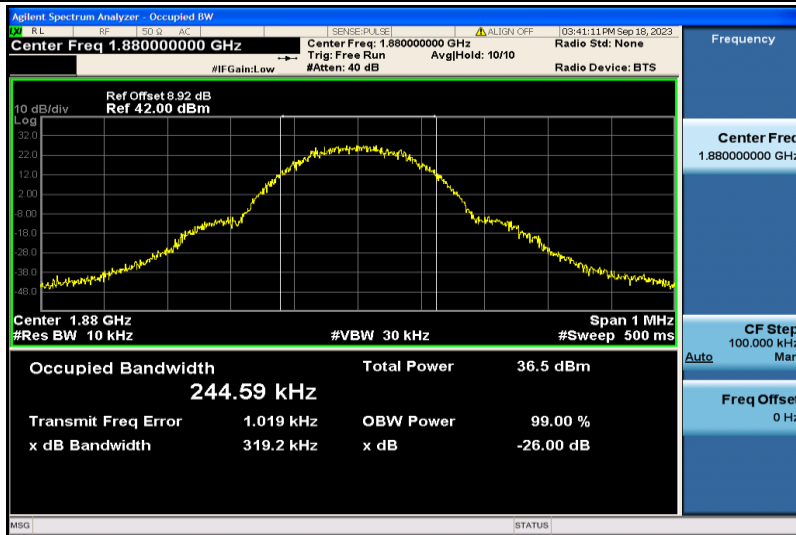 Agilent Spectrum Analyzer - Occupied BW
LXI RL RF 50 Ω AC SENSE:PULSE ALIGN OFF 03:41:11 PM Sep 18, 2023
Center Freq 1.880000000 GHz
Center Freq: 1.880000000 GHz
Radio Std: None
Trig: Free Run Avg|Hold: 10/10
#IFGain:Low
#Atten: 40 dB
Radio Device: BTS
Ref Offset 8.92 dB
10 dB/div Ref 42.00 dBm
Log
32.0
22.0
12.0
2.00
-8.00
-18.0
-28.0
-38.0
-48.0
Center 1.88 GHz Span 1 MHz
#Res BW 10 kHz #VBW 30 kHz #Sweep 500 ms
Occupied Bandwidth Total Power 36.5 dBm
244.59 kHz
Transmit Freq Error 1.019 kHz OBW Power 99.00 %
x dB Bandwidth 319.2 kHz x dB -26.00 dB
MSG STATUS
Frequency
Center Freq
1.880000000 GHz
CF Step
100.000 kHz
Auto Man
Freq Offset
0 Hz